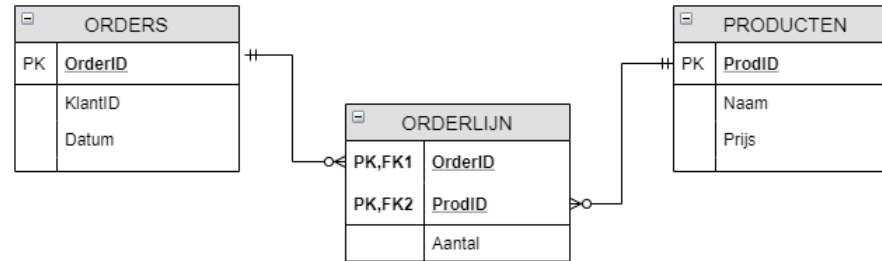 ORDERS
PK OrderID
KlantID
Datum
ORDERLIJN
PK,FK1 OrderID
PK,FK2 ProdID
Aantal
PRODUCTEN
PK ProdID
Naam
Prijs